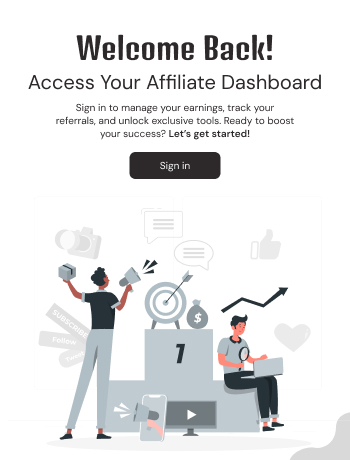 Welcome Back!
Access Your Affiliate Dashboard
Sign in to manage your earnings, track your
referrals, and unlock exclusive tools. Ready to boost
your success? Let's get started!
Sign in
$
1
SUBSCRIBE
Follow